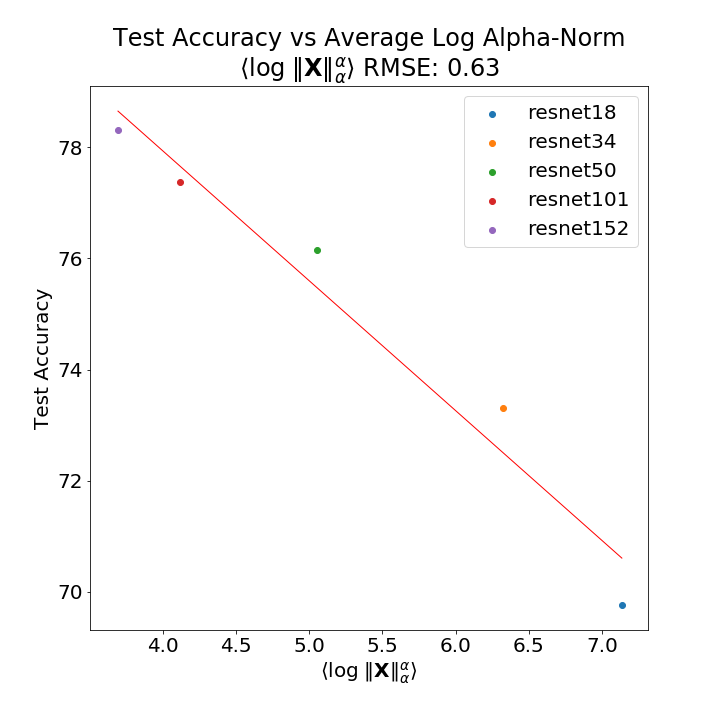 Test Accuracy vs Average Log Alpha-Norm
⟨log ‖𝐗‖α α⟩ RMSE: 0.63
resnet18
resnet34
resnet50
resnet101
resnet152
78
76
74
72
70
Test Accuracy
4.0 4.5 5.0 5.5 6.0 6.5 7.0
⟨log ‖𝐗‖α α⟩